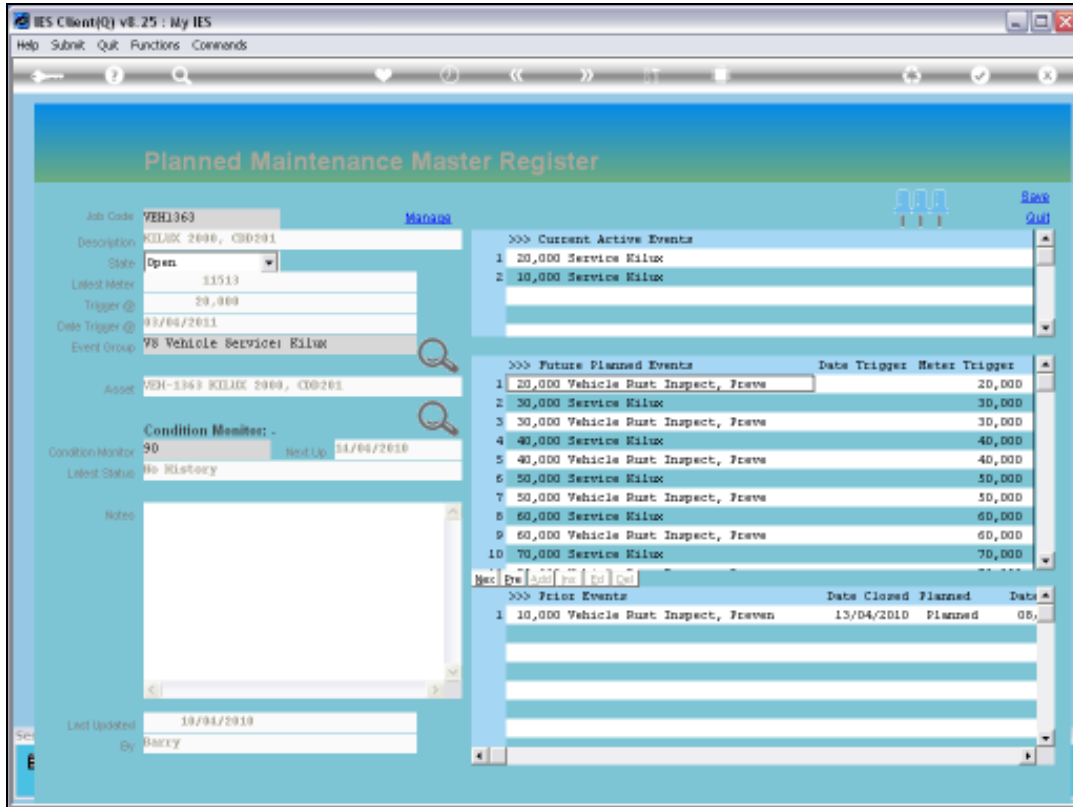 IES Client(Q) v8.25 : My IES
Help Submit Quit Functions Commands
Planned Maintenance Master Register
Save
Quit
Job Code VEH1363 Manage
Description KILUX 2000, CDD201
State Open
Latest Meter 11513
Trigger @ 20,000
Date Trigger @ 03/04/2011
Event Group V8 Vehicle Service: Kilux
Asset VEH-1363 KILUX 2000, CDD201
Condition Monitor: -
Condition Monitor 90 Next Up 14/04/2010
Latest Status No History
Notes
Last Updated 10/04/2010
By Barry
>>> Current Active Events
1 20,000 Service Kilux
2 10,000 Service Kilux
>>> Future Planned Events Date Trigger Meter Trigger
1 20,000 Vehicle Rust Inspect, Preve 20,000
2 30,000 Service Kilux 30,000
3 30,000 Vehicle Rust Inspect, Preve 30,000
4 40,000 Service Kilux 40,000
5 40,000 Vehicle Rust Inspect, Preve 40,000
6 50,000 Service Kilux 50,000
7 50,000 Vehicle Rust Inspect, Preve 50,000
8 60,000 Service Kilux 60,000
9 60,000 Vehicle Rust Inspect, Preve 60,000
10 70,000 Service Kilux 70,000
Nex Pre Add Ins Ed Del
>>> Prior Events Date Closed Planned Date
1 10,000 Vehicle Rust Inspect, Preven 13/04/2010 Planned 08,